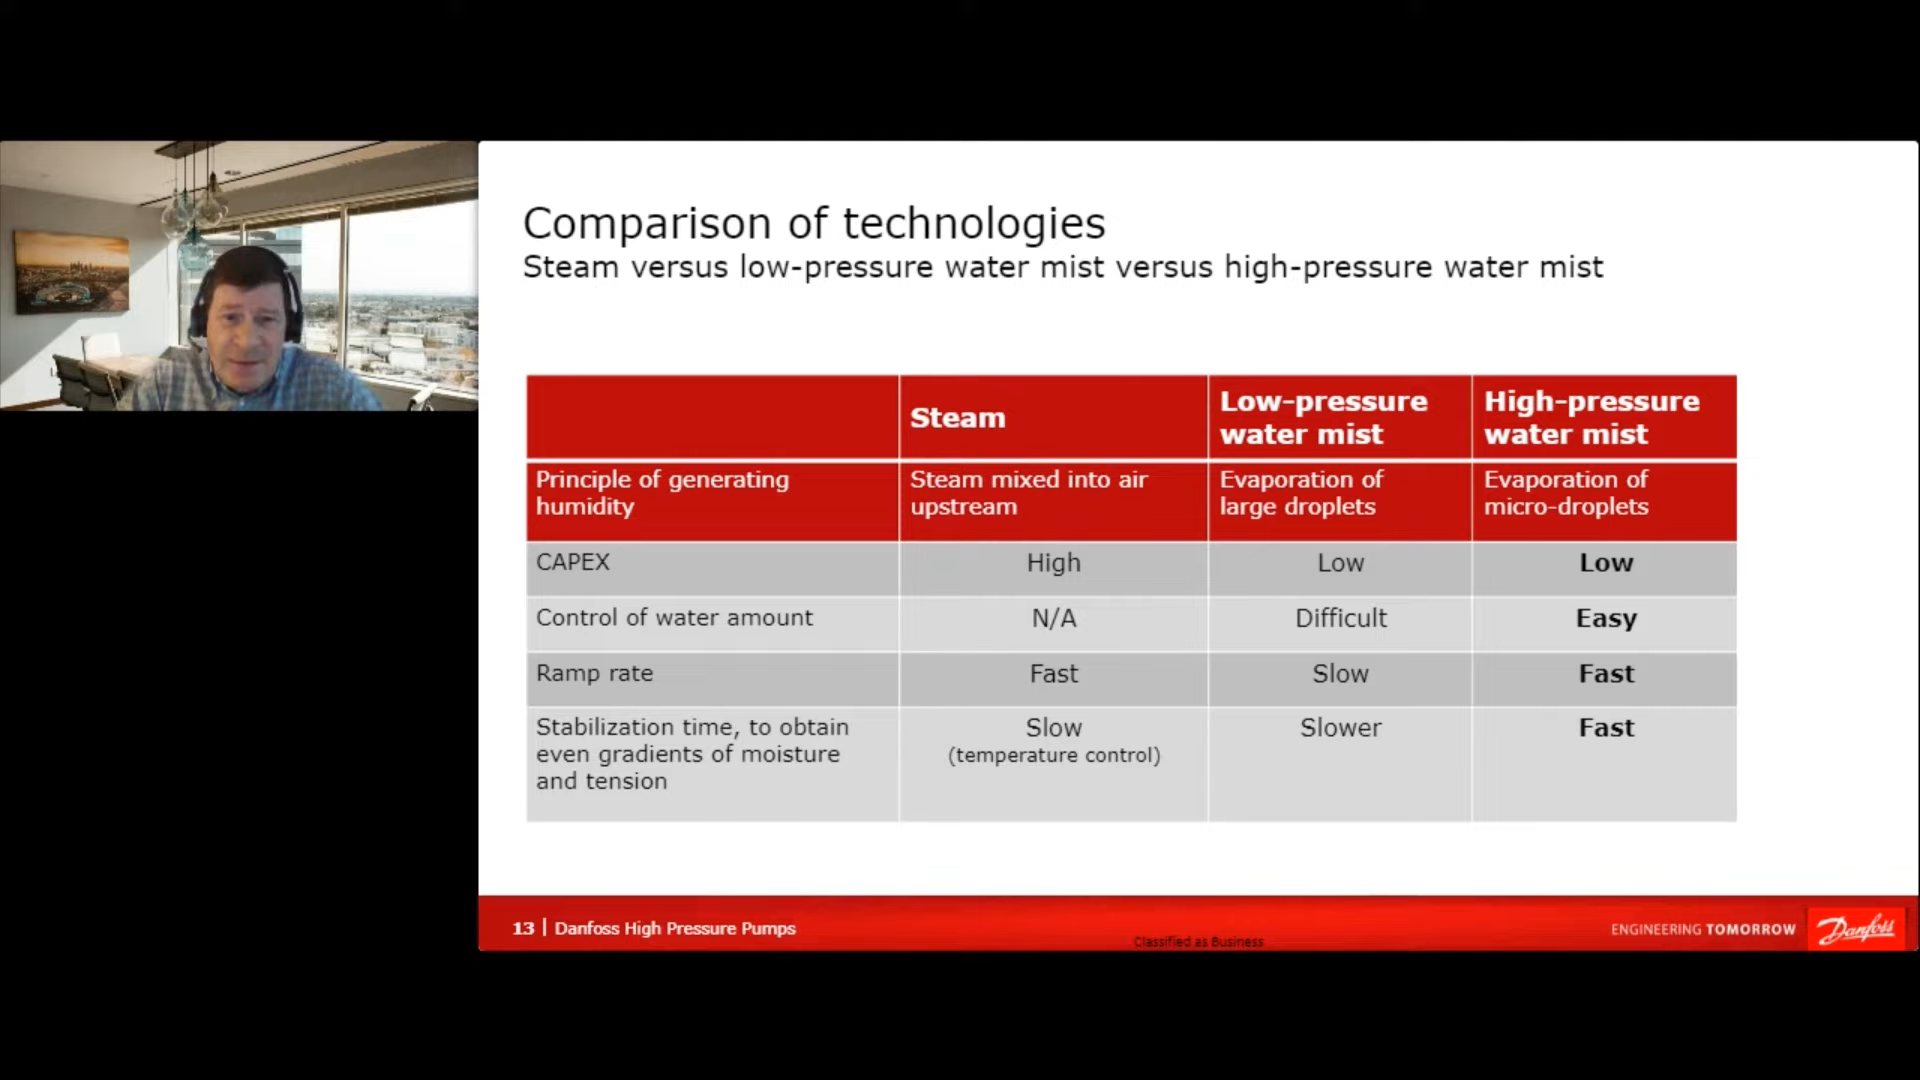 Comparison of technologies
Steam versus low-pressure water mist versus high-pressure water mist
Steam
Low-pressure
water mist
High-pressure
water mist
Principle of generating
humidity
Steam mixed into air
upstream
Evaporation of
large droplets
Evaporation of
micro-droplets
CAPEX
High
Low
Low
Control of water amount
N/A
Difficult
Easy
Ramp rate
Fast
Slow
Fast
Stabilization time, to obtain
even gradients of moisture
and tension
Slow
(temperature control)
Slower
Fast
13 | Danfoss High Pressure Pumps
Classified as Business
ENGINEERING TOMORROW
Danfoss